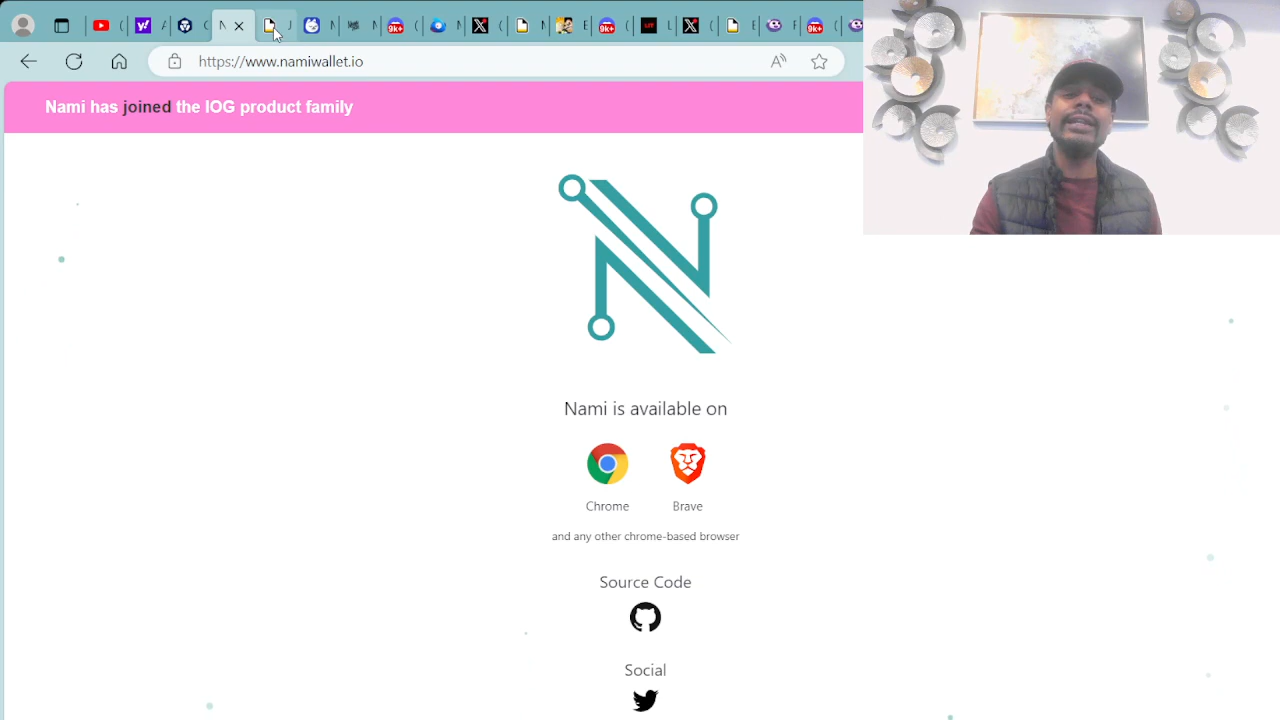 https://www.namiwallet.io
Nami has joined the IOG product family
Nami is available on
Chrome
Brave
and any other chrome-based browser
Source Code
Social